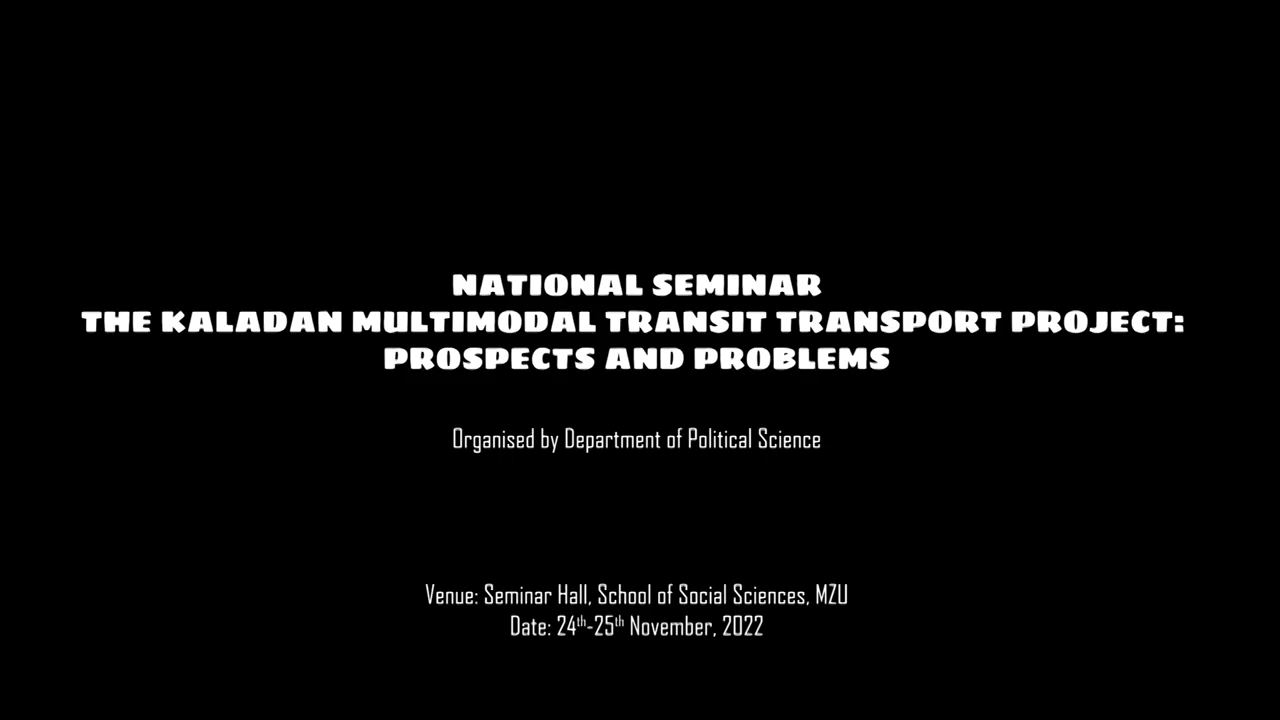 NATIONAL SEMINAR
THE KALADAN MULTIMODAL TRANSIT TRANSPORT PROJECT:
PROSPECTS AND PROBLEMS
Organised by Department of Political Science
Venue: Seminar Hall, School of Social Sciences, MZU
Date: 24th-25th November, 2022